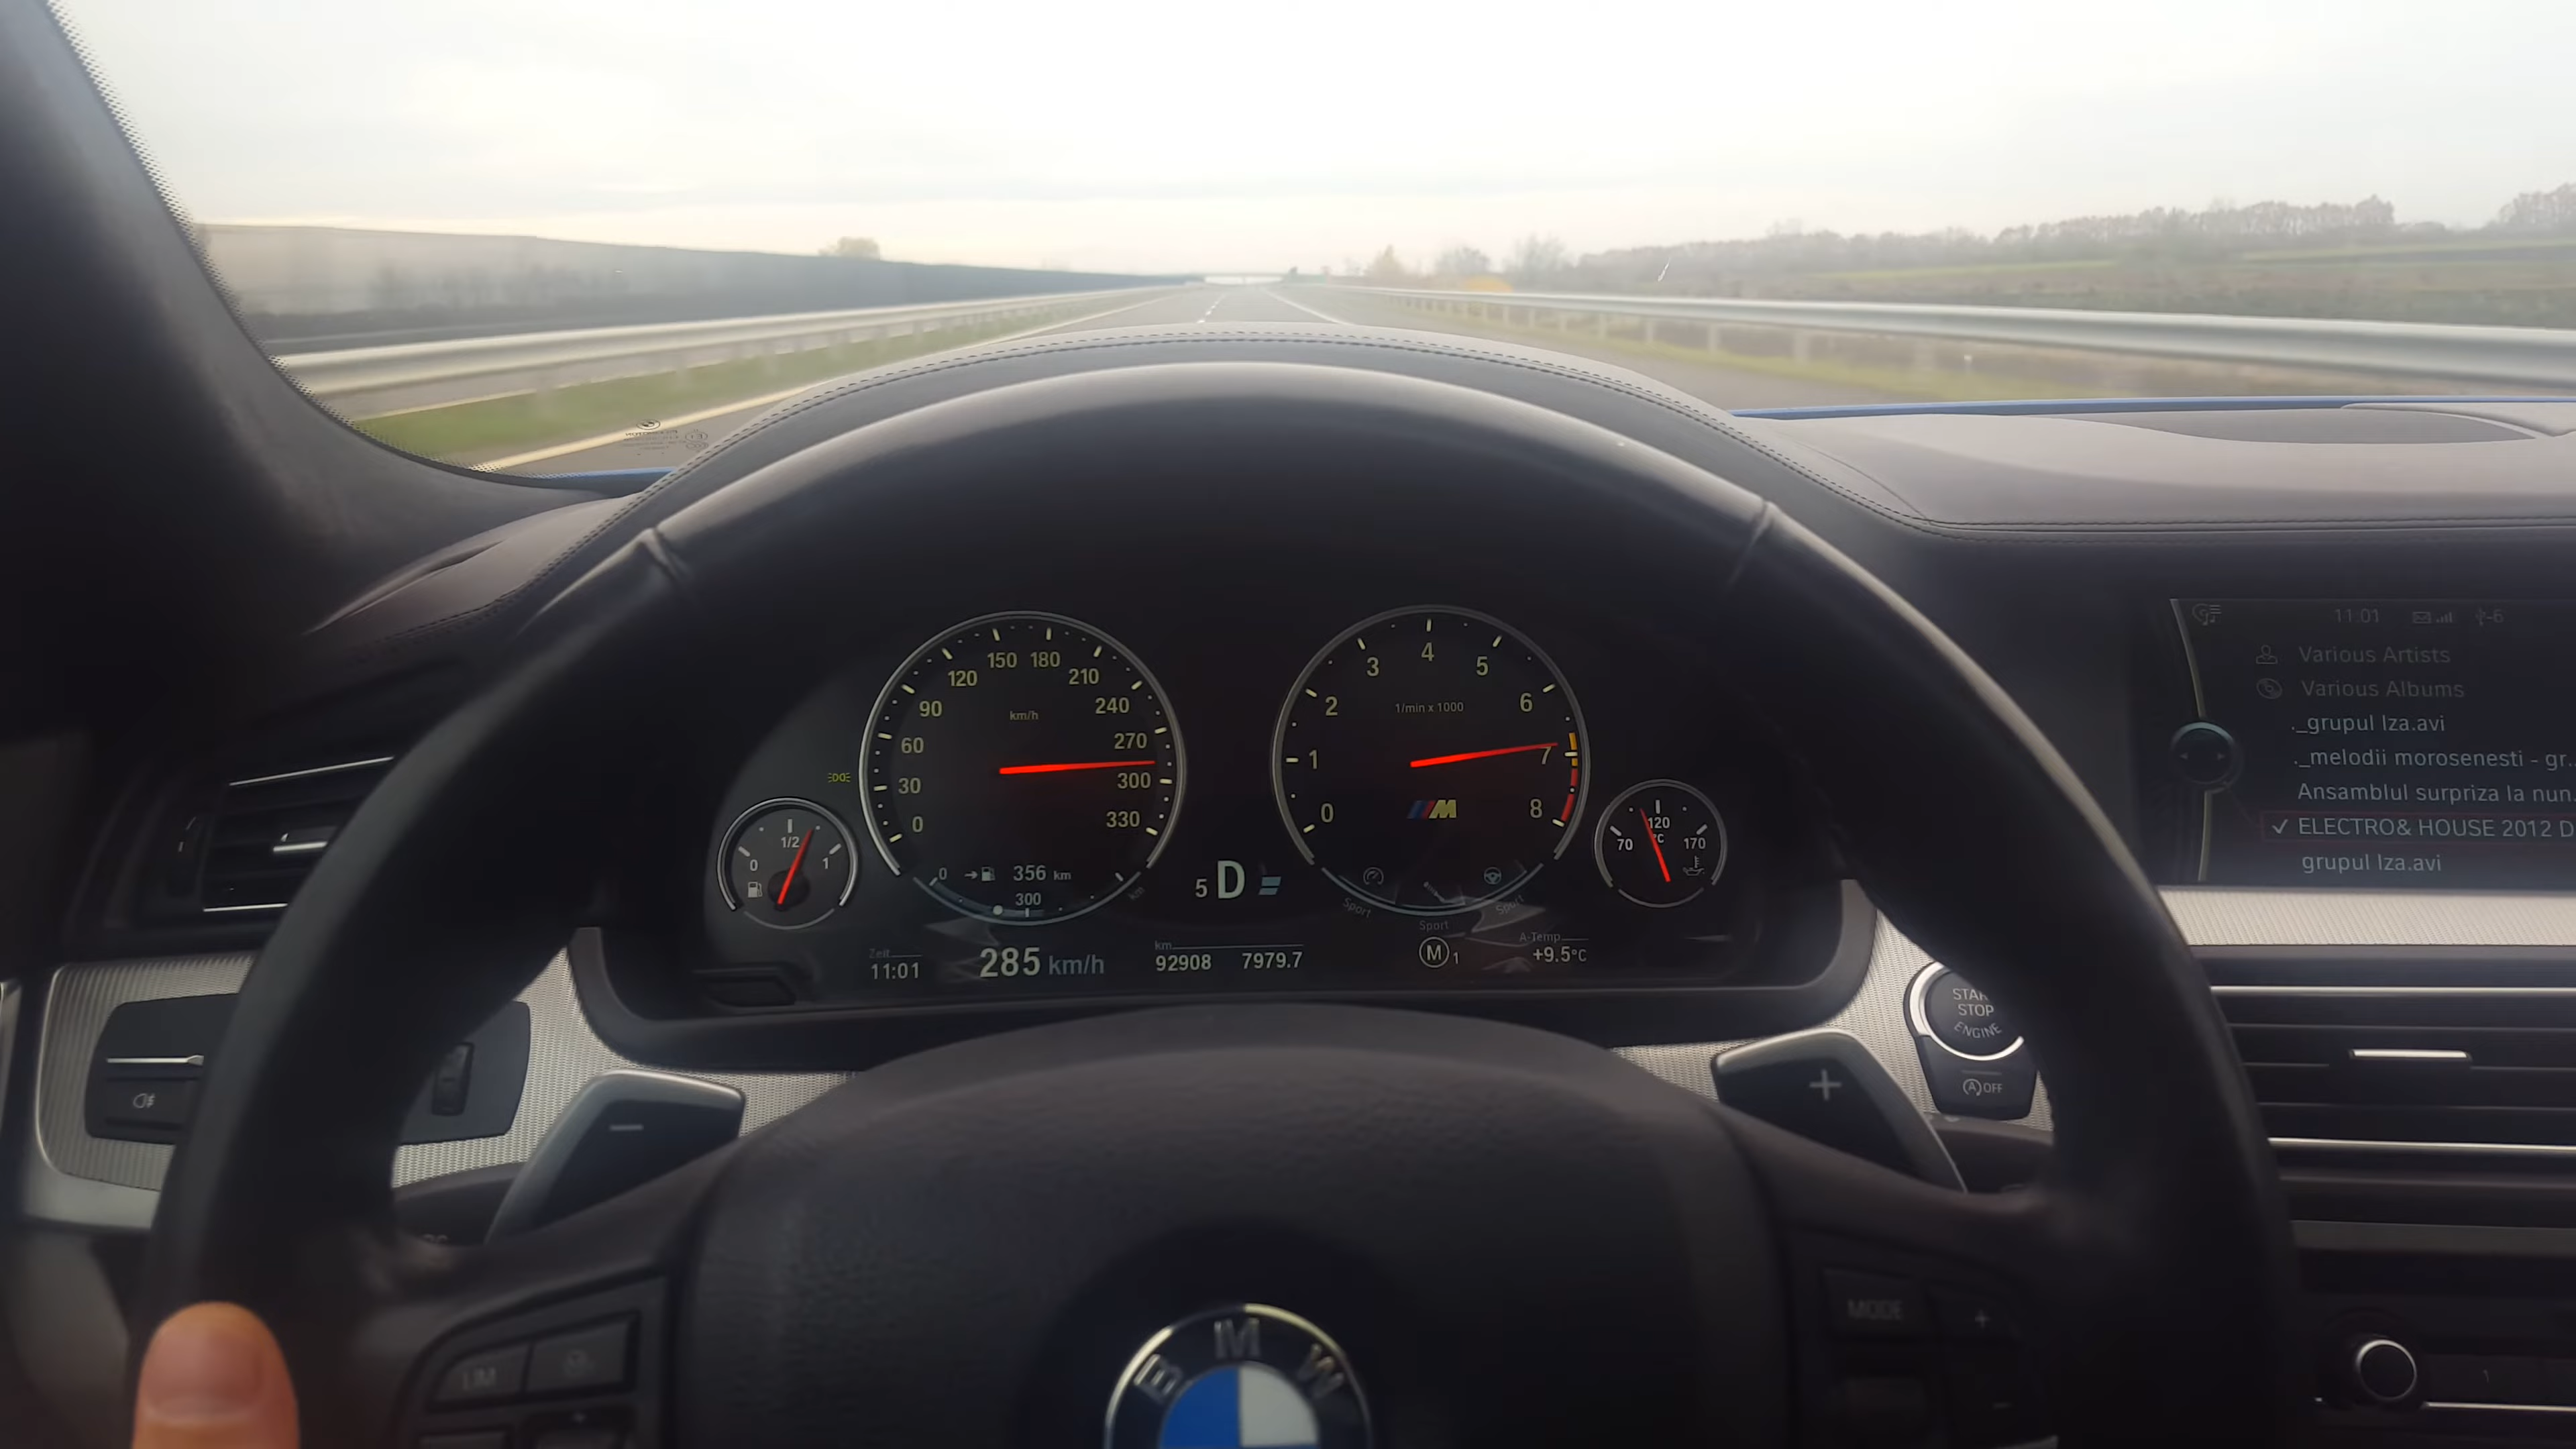 150 180
120 210
90 240
km/h
60 270
30 300
0 330
0 356 km
300
3 4 5
2 6
1/min x 1000
1 7
0 M 8
0 1/2 1
70 120 170
°C
5 D
Sport Sport Sport
Zeit
11:01
285 km/h
km
92908 7979.7
M 1
A-Temp
+9.5°C
11:01 -6
Various Artists
Various Albums
._grupul Iza.avi
._melodii morosenesti - gr..
Ansamblul surpriza la nun.
✓ ELECTRO& HOUSE 2012 D
grupul Iza.avi
START
STOP
ENGINE
A OFF
−
+
LIM
MODE
+
−
BMW
1